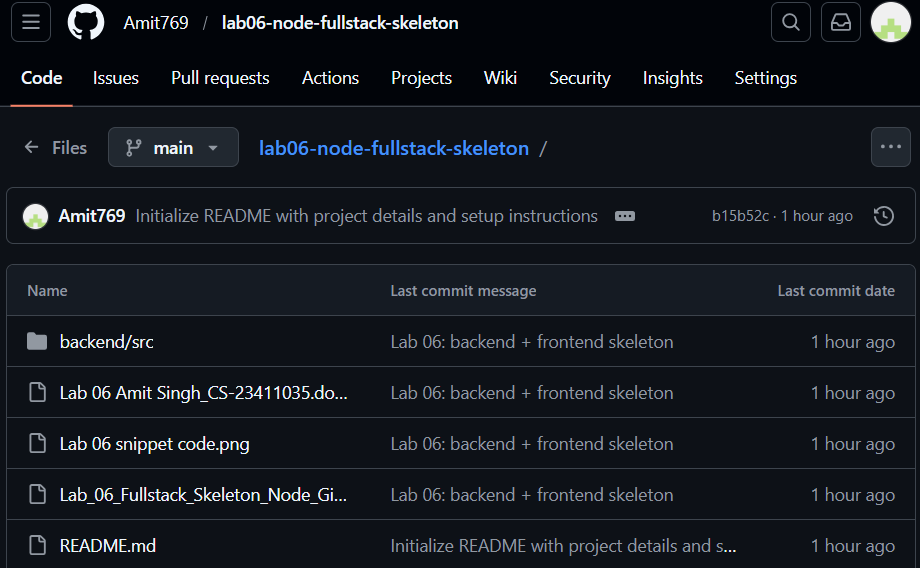 Amit769 / lab06-node-fullstack-skeleton
Code Issues Pull requests Actions Projects Wiki Security Insights Settings
Files main lab06-node-fullstack-skeleton /
Amit769 Initialize README with project details and setup instructions b15b52c · 1 hour ago
Name Last commit message Last commit date
backend/src Lab 06: backend + frontend skeleton 1 hour ago
Lab 06 Amit Singh_CS-23411035.do... Lab 06: backend + frontend skeleton 1 hour ago
Lab 06 snippet code.png Lab 06: backend + frontend skeleton 1 hour ago
Lab_06_Fullstack_Skeleton_Node_Gi... Lab 06: backend + frontend skeleton 1 hour ago
README.md Initialize README with project details and s... 1 hour ago